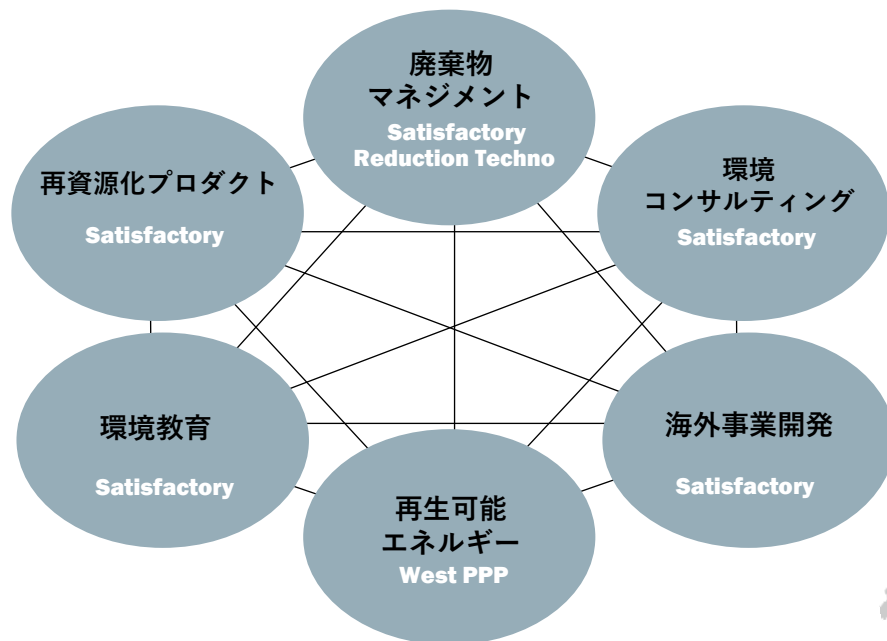 廃棄物
マネジメント
Satisfactory
Reduction Techno
再資源化プロダクト
Satisfactory
環境
コンサルティング
Satisfactory
環境教育
Satisfactory
海外事業開発
Satisfactory
再生可能
エネルギー
West PPP